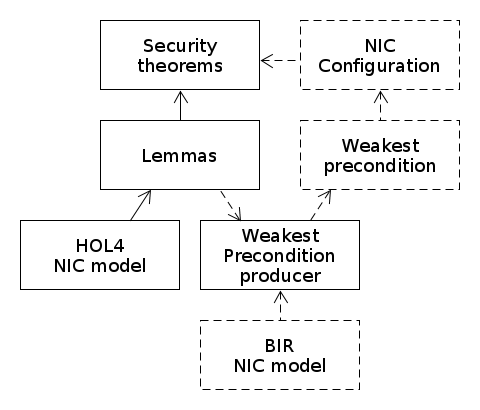 Security
theorems
NIC
Configuration
Lemmas
Weakest
precondition
HOL4
NIC model
Weakest
Precondition
producer
BIR
NIC model